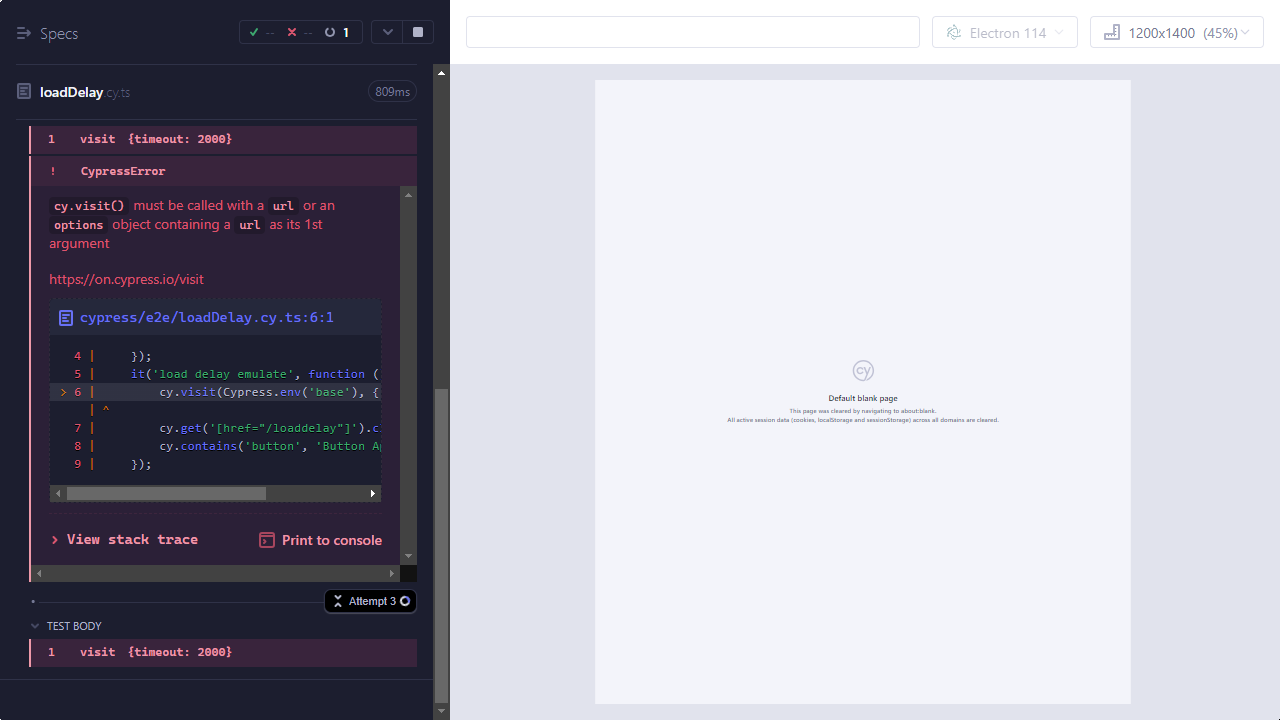 Specs
-- -- 1
Electron 114
1200x1400 (45%)
loadDelay.cy.ts
809ms
1 visit {timeout: 2000}
! CypressError
cy.visit() must be called with a url or an
options object containing a url as its 1st
argument
https://on.cypress.io/visit
cypress/e2e/loadDelay.cy.ts:6:1
4 | });
5 | it('load delay emulate', function (
> 6 | cy.visit(Cypress.env('base'), {
| ^
7 | cy.get('[href="/loaddelay"]').c
8 | cy.contains('button', 'Button A
9 | });
View stack trace
Print to console
Attempt 3
TEST BODY
1 visit {timeout: 2000}
cy
Default blank page
This page was cleared by navigating to about:blank.
All active session data (cookies, localStorage and sessionStorage) across all domains are cleared.